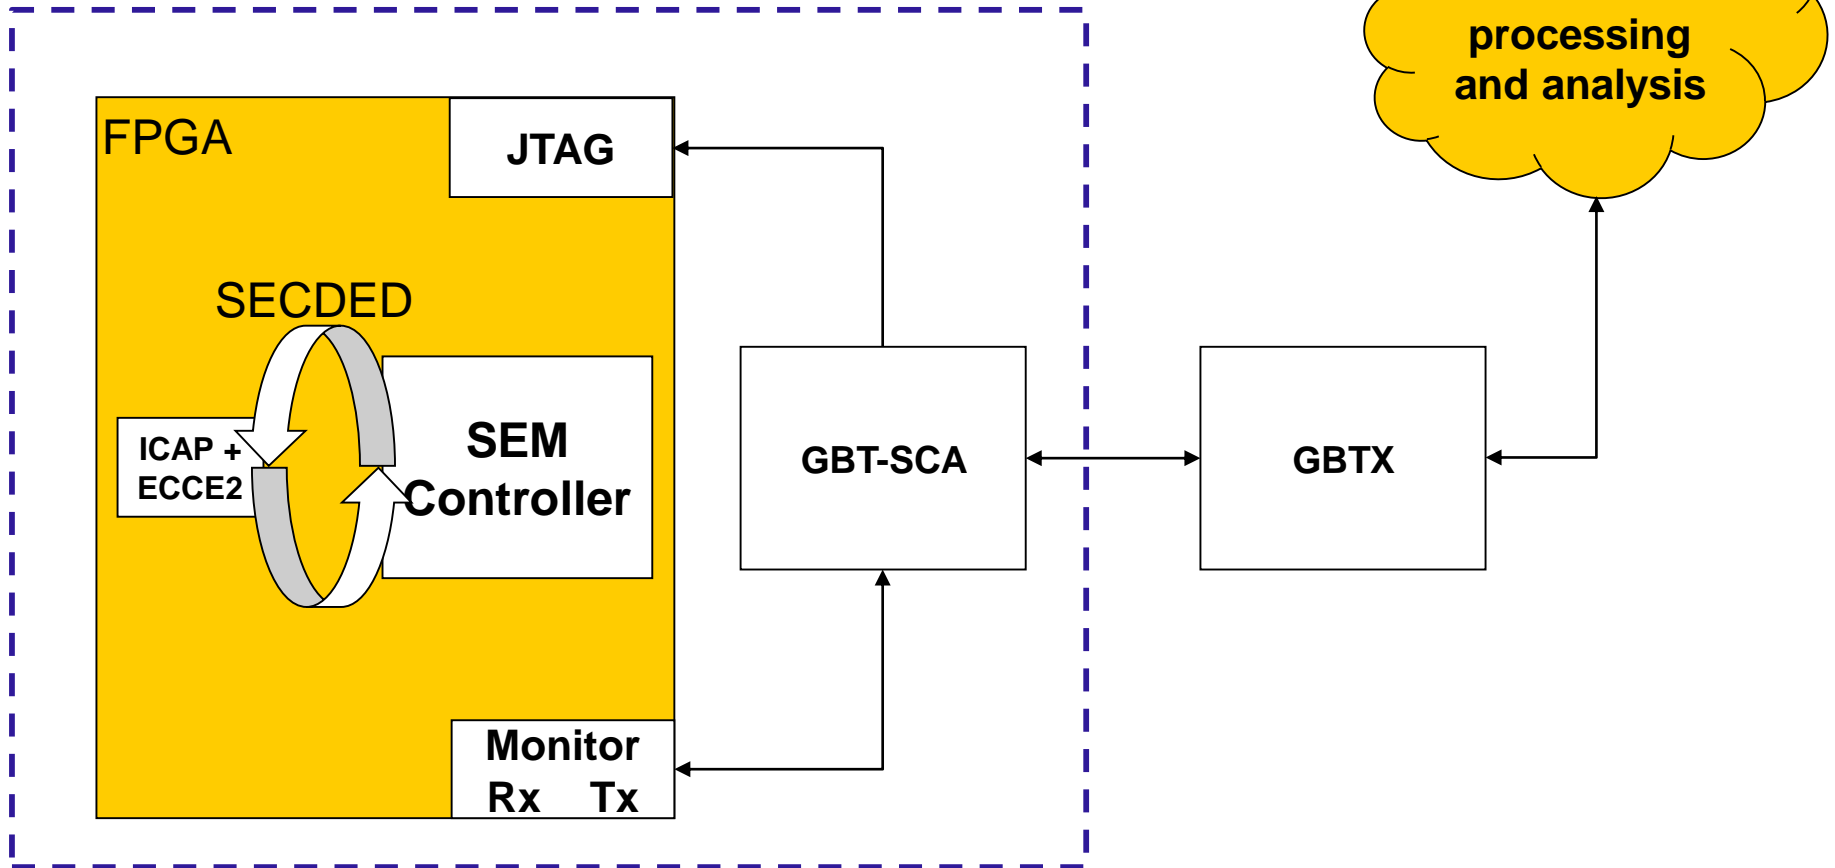 processing
and analysis
FPGA
JTAG
SECDED
ICAP +
ECCE2
SEM
Controller
GBT-SCA
GBTX
Monitor
Rx Tx